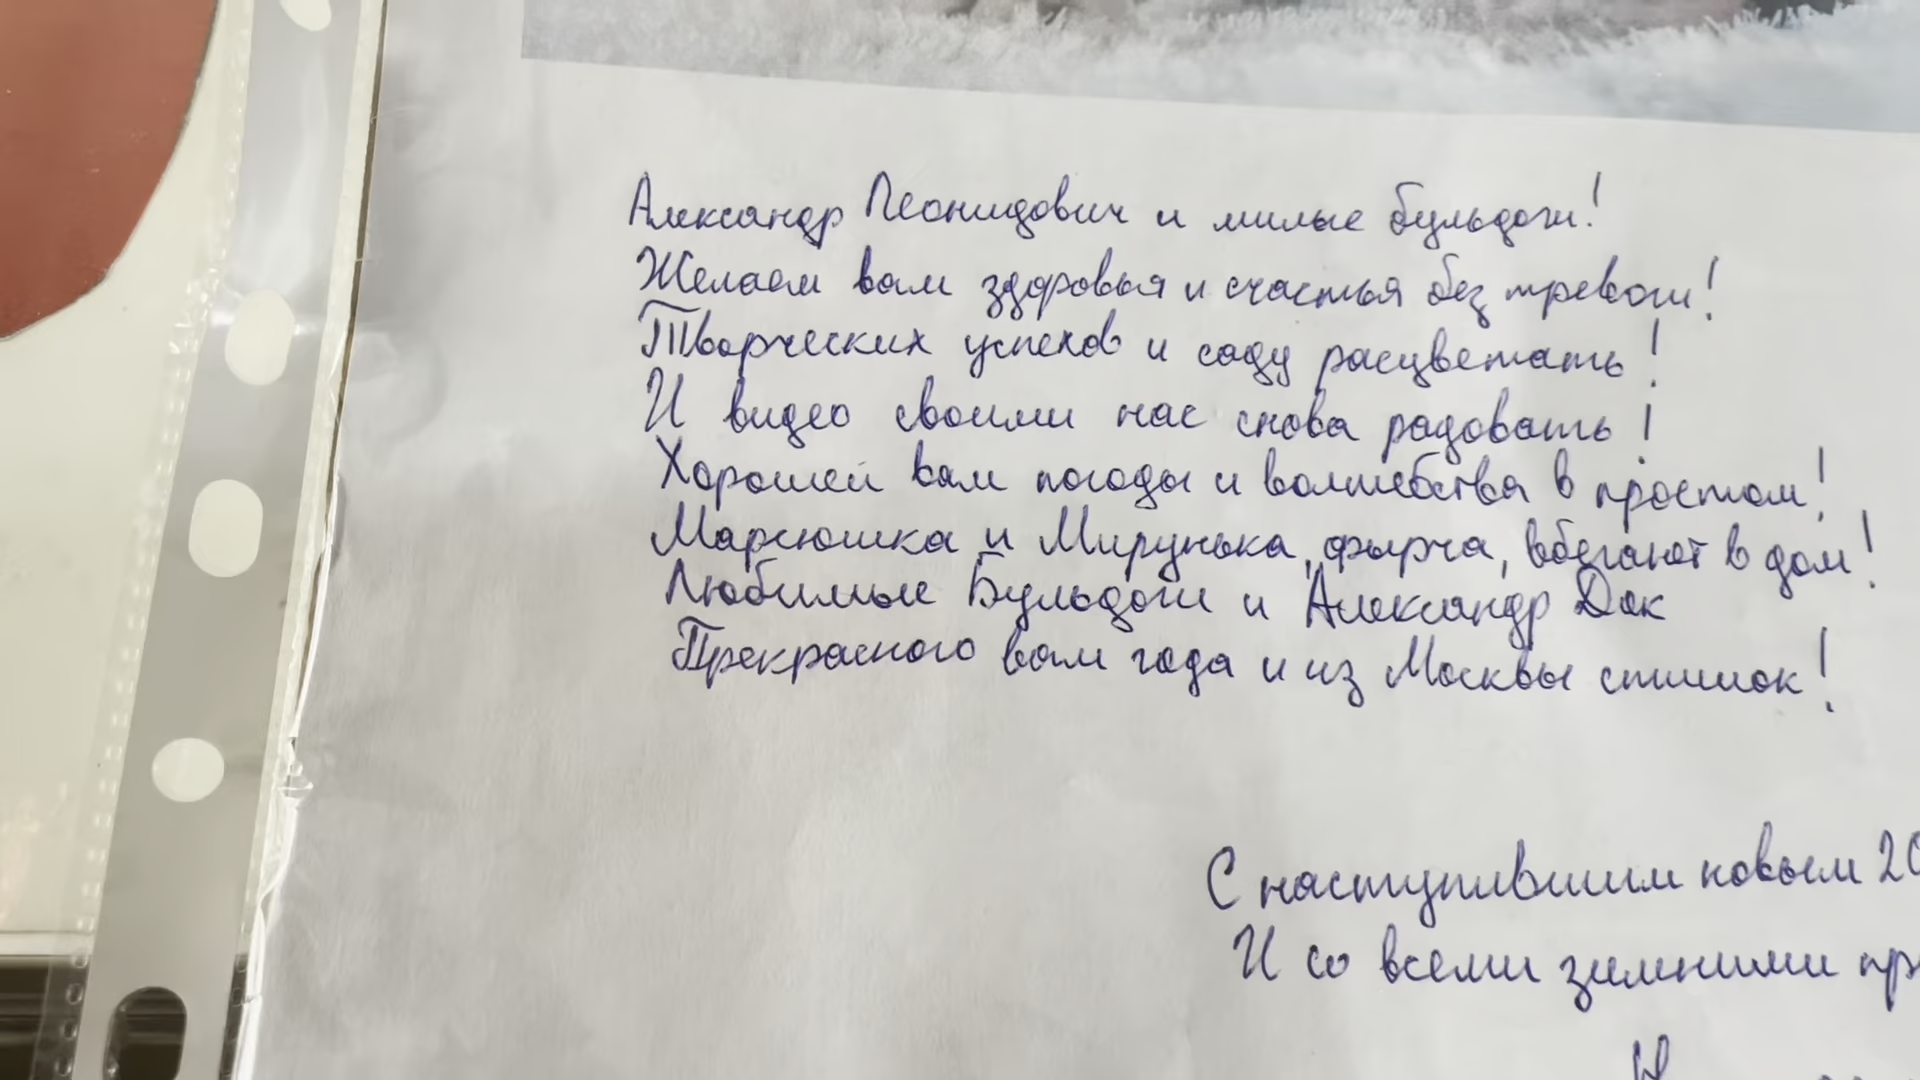 Александр Леонидович и милые бульдоги!
Желаем вам здоровья и счастья без тревоги!
Творческих успехов и саду расцветать!
И видео своими нас снова радовать!
Хорошей вам погоды и волшебства в простом!
Марсюшка и Мирунька, фырча, вбегают в дом!
Любимые Бульдоги и Александр Док
Прекрасного вам года и из Москвы стишок!
С наступившим новым 20
И со всеми зимними пр